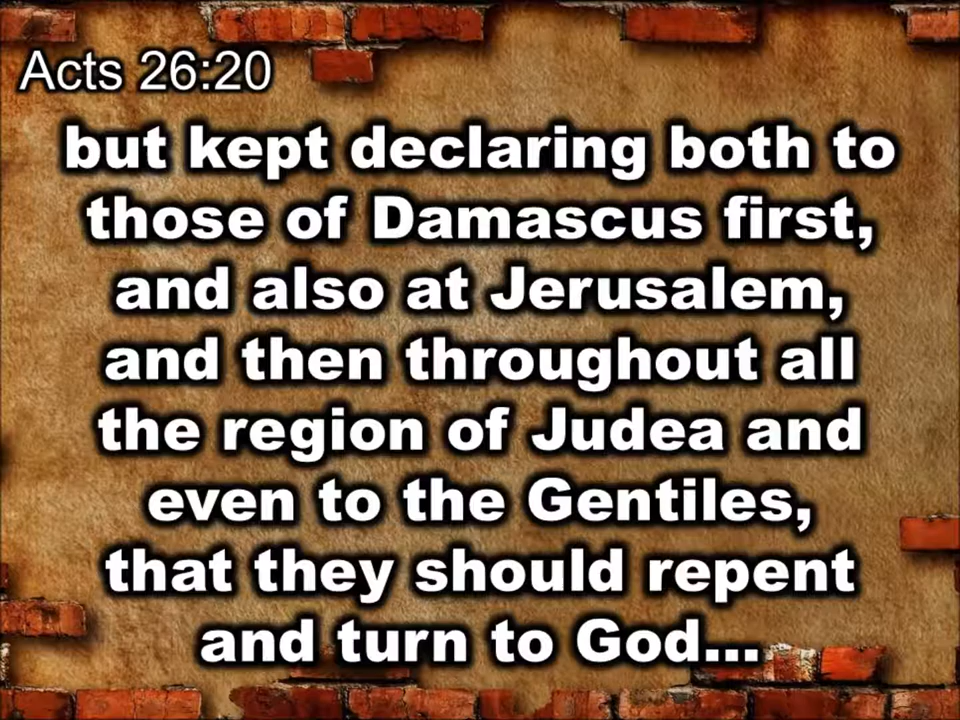 Acts 26:20
but kept declaring both to
those of Damascus first,
and also at Jerusalem,
and then throughout all
the region of Judea and
even to the Gentiles,
that they should repent
and turn to God...